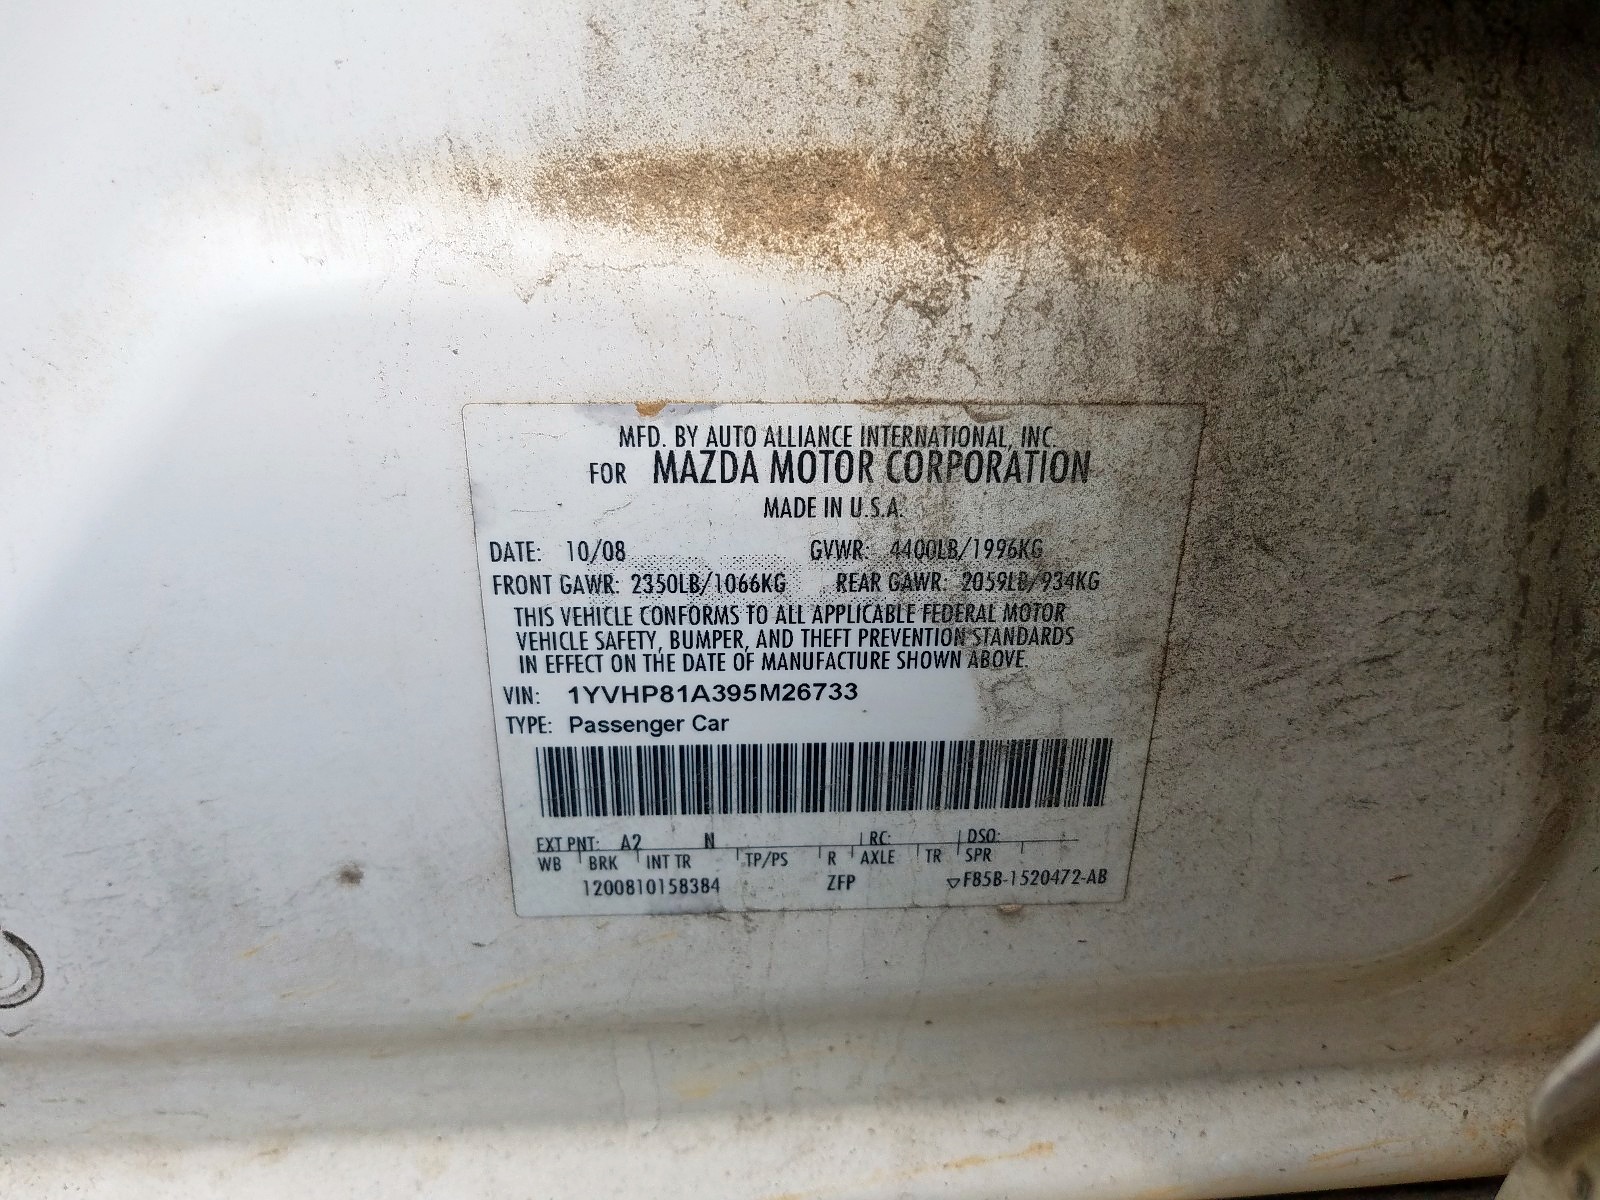 MFD. BY AUTO ALLIANCE INTERNATIONAL, INC.
FOR MAZDA MOTOR CORPORATION
MADE IN U.S.A.
DATE: 10/08 GVWR: 4400LB/1996KG
FRONT GAWR: 2350LB/1066KG REAR GAWR: 2059LB/934KG
THIS VEHICLE CONFORMS TO ALL APPLICABLE FEDERAL MOTOR
VEHICLE SAFETY, BUMPER, AND THEFT PREVENTION STANDARDS
IN EFFECT ON THE DATE OF MANUFACTURE SHOWN ABOVE.
VIN: 1YVHP81A395M26733
TYPE: Passenger Car
EXT PNT: A2 N RC: DSO:
WB BRK INT TR TP/PS R AXLE TR SPR
1200810158384 ZFP ▽F85B-1520472-AB